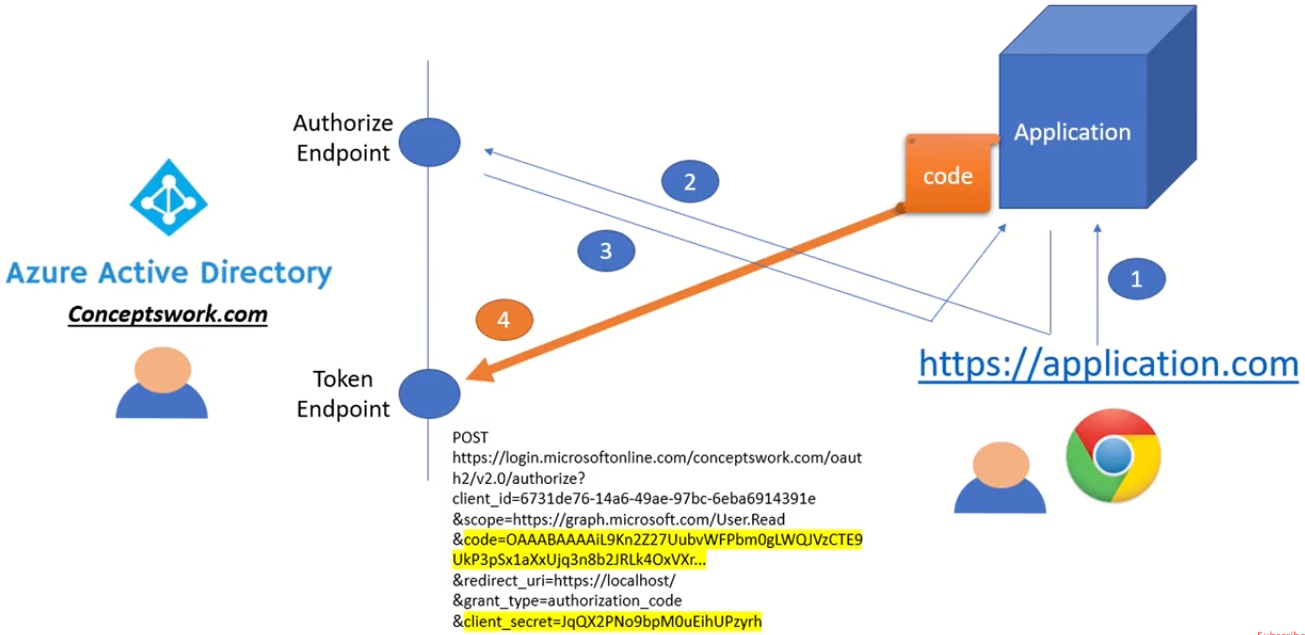 Authorize
Endpoint
Application
code
2
3
1
Azure Active Directory
Conceptswork.com
4
https://application.com
Token
Endpoint
POST
https://login.microsoftonline.com/conceptswork.com/oaut
h2/v2.0/authorize?
client_id=6731de76-14a6-49ae-97bc-6eba6914391e
&scope=https://graph.microsoft.com/User.Read
&code=OAAABAAAAiL9Kn2Z27UubvWFPbm0gLWQJVzCTE9
UkP3pSx1aXxUjq3n8b2JRLk4OxVXr...
&redirect_uri=https://localhost/
&grant_type=authorization_code
&client_secret=JqQX2PNo9bpM0uEihUPzyrh
Subscribe